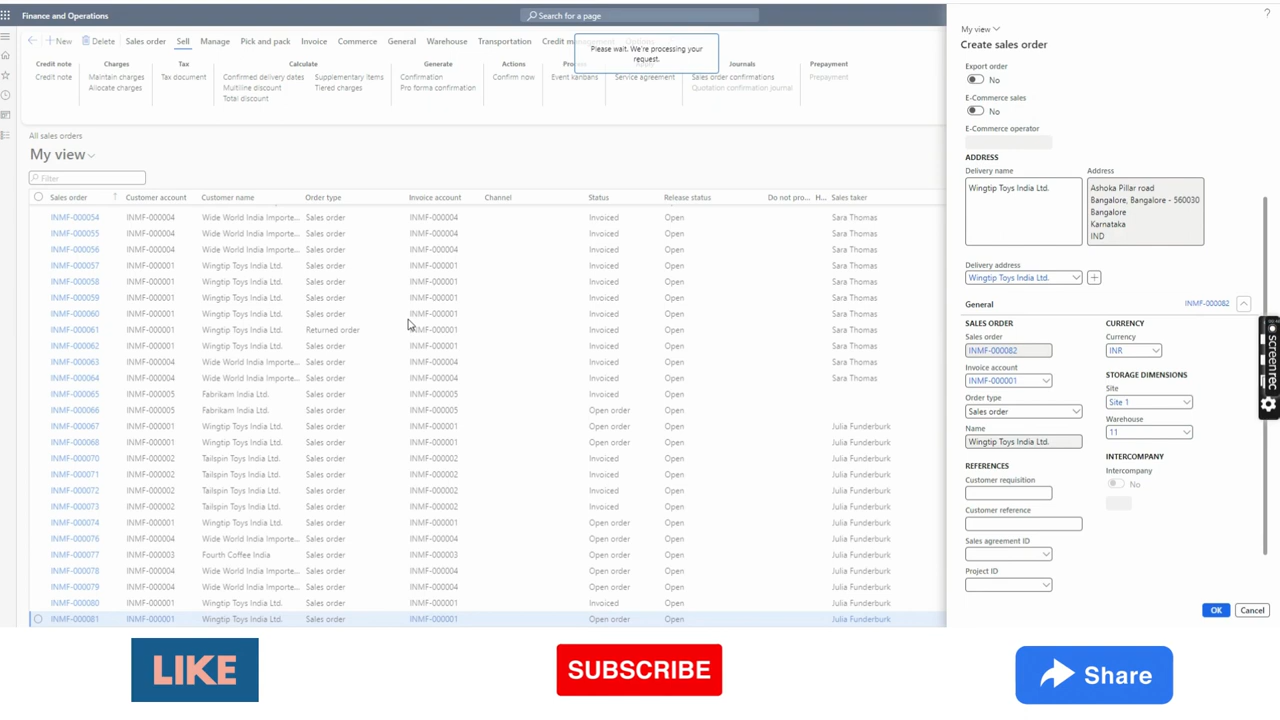 Finance and Operations
Search for a page
?
New
Delete
Sales order
Sell
Manage
Pick and pack
Invoice
Commerce
General
Warehouse
Transportation
Please wait. We're processing your
request.
Credit note
Charges
Tax
Calculate
Generate
Actions
Journals
Prepayment
Credit note
Maintain charges
Tax document
Confirmed delivery dates
Supplementary items
Confirmation
Confirm now
Event kanbans
Service agreement
Sales order confirmations
Prepayment
Allocate charges
Multiline discount
Tiered charges
Pro forma confirmation
Quotation confirmation journal
Total discount
All sales orders
My view
Filter
Sales order Customer account Customer name Order type Invoice account Channel Status Release status Do not pro... H... Sales taker
INMF-000054 INMF-000004 Wide World India Importe... Sales order INMF-000004 Invoiced Open Sara Thomas
INMF-000055 INMF-000004 Wide World India Importe... Sales order INMF-000004 Invoiced Open Sara Thomas
INMF-000056 INMF-000004 Wide World India Importe... Sales order INMF-000004 Invoiced Open Sara Thomas
INMF-000057 INMF-000001 Wingtip Toys India Ltd. Sales order INMF-000001 Invoiced Open Sara Thomas
INMF-000058 INMF-000001 Wingtip Toys India Ltd. Sales order INMF-000001 Invoiced Open Sara Thomas
INMF-000059 INMF-000001 Wingtip Toys India Ltd. Sales order INMF-000001 Invoiced Open Sara Thomas
INMF-000060 INMF-000001 Wingtip Toys India Ltd. Sales order INMF-000001 Invoiced Open Sara Thomas
INMF-000061 INMF-000001 Wingtip Toys India Ltd. Returned order INMF-000001 Invoiced Open Sara Thomas
INMF-000062 INMF-000001 Wingtip Toys India Ltd. Sales order INMF-000001 Invoiced Open Sara Thomas
INMF-000063 INMF-000004 Wide World India Importe... Sales order INMF-000004 Invoiced Open Sara Thomas
INMF-000064 INMF-000004 Wide World India Importe... Sales order INMF-000004 Invoiced Open Sara Thomas
INMF-000065 INMF-000005 Fabrikam India Ltd. Sales order INMF-000005 Invoiced Open
INMF-000066 INMF-000005 Fabrikam India Ltd. Sales order INMF-000005 Open order Open
INMF-000067 INMF-000001 Wingtip Toys India Ltd. Sales order INMF-000001 Open order Open Julia Funderburk
INMF-000068 INMF-000001 Wingtip Toys India Ltd. Sales order INMF-000001 Open order Open Julia Funderburk
INMF-000070 INMF-000002 Tailspin Toys India Ltd. Sales order INMF-000002 Invoiced Open Julia Funderburk
INMF-000071 INMF-000002 Tailspin Toys India Ltd. Sales order INMF-000002 Invoiced Open Julia Funderburk
INMF-000072 INMF-000002 Tailspin Toys India Ltd. Sales order INMF-000002 Invoiced Open Julia Funderburk
INMF-000073 INMF-000002 Tailspin Toys India Ltd. Sales order INMF-000002 Invoiced Open Julia Funderburk
INMF-000074 INMF-000001 Wingtip Toys India Ltd. Sales order INMF-000001 Open order Open Julia Funderburk
INMF-000076 INMF-000004 Wide World India Importe... Sales order INMF-000004 Open order Open Julia Funderburk
INMF-000077 INMF-000003 Fourth Coffee India Sales order INMF-000003 Open order Open Julia Funderburk
INMF-000078 INMF-000004 Wide World India Importe... Sales order INMF-000004 Open order Open Julia Funderburk
INMF-000079 INMF-000004 Wide World India Importe... Sales order INMF-000004 Open order Open Julia Funderburk
INMF-000080 INMF-000001 Wingtip Toys India Ltd. Sales order INMF-000001 Invoiced Open Julia Funderburk
INMF-000081 INMF-000001 Wingtip Toys India Ltd. Sales order INMF-000001 Open order Open Julia Funderburk
My view
Create sales order
Export order
No
E-Commerce sales
No
E-Commerce operator
ADDRESS
Delivery name
Wingtip Toys India Ltd.
Address
Ashoka Pillar road
Bangalore, Bangalore - 560030
Bangalore
Karnataka
IND
Delivery address
Wingtip Toys India Ltd.
General
INMF-000082
SALES ORDER
Sales order
INMF-000082
Invoice account
INMF-000001
Order type
Sales order
Name
Wingtip Toys India Ltd.
REFERENCES
Customer requisition
Customer reference
Sales agreement ID
Project ID
CURRENCY
Currency
INR
STORAGE DIMENSIONS
Site
Site 1
Warehouse
11
INTERCOMPANY
Intercompany
No
OK
Cancel
screenrec
LIKE
SUBSCRIBE
Share